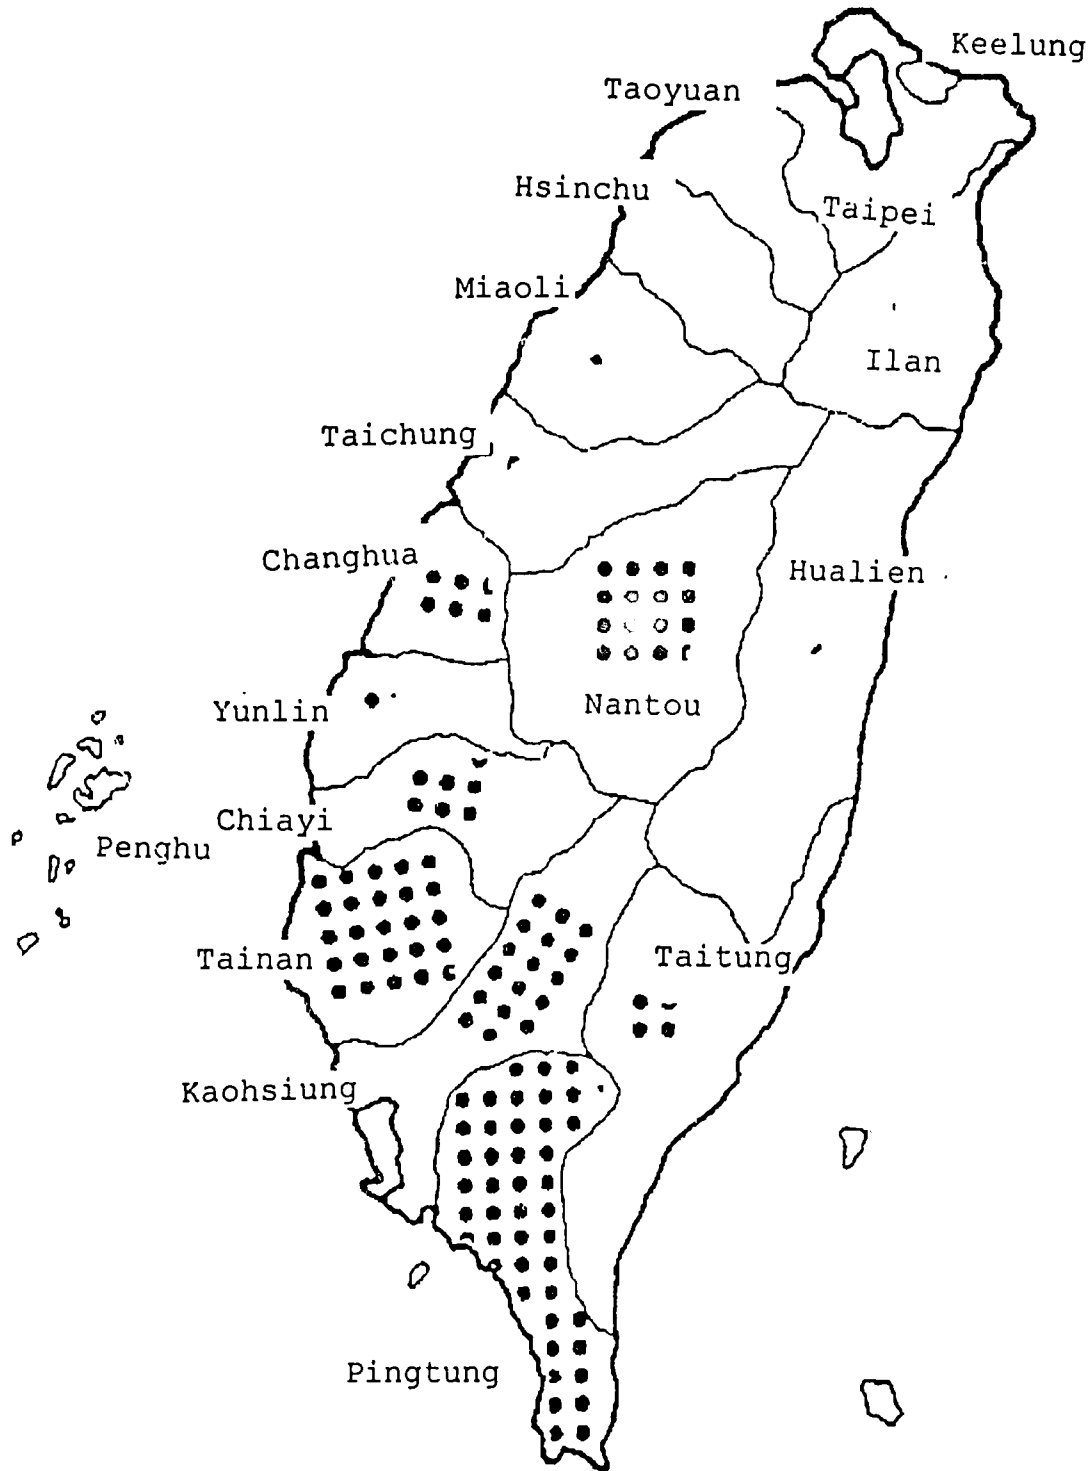 Keelung
Taoyuan
Hsinchu
Taipei
Miaoli
Ilan
Taichung
Changhua
Hualien
Yunlin
Nantou
Chiayi
Penghu
Tainan
Taitung
Kaohsiung
Pingtung